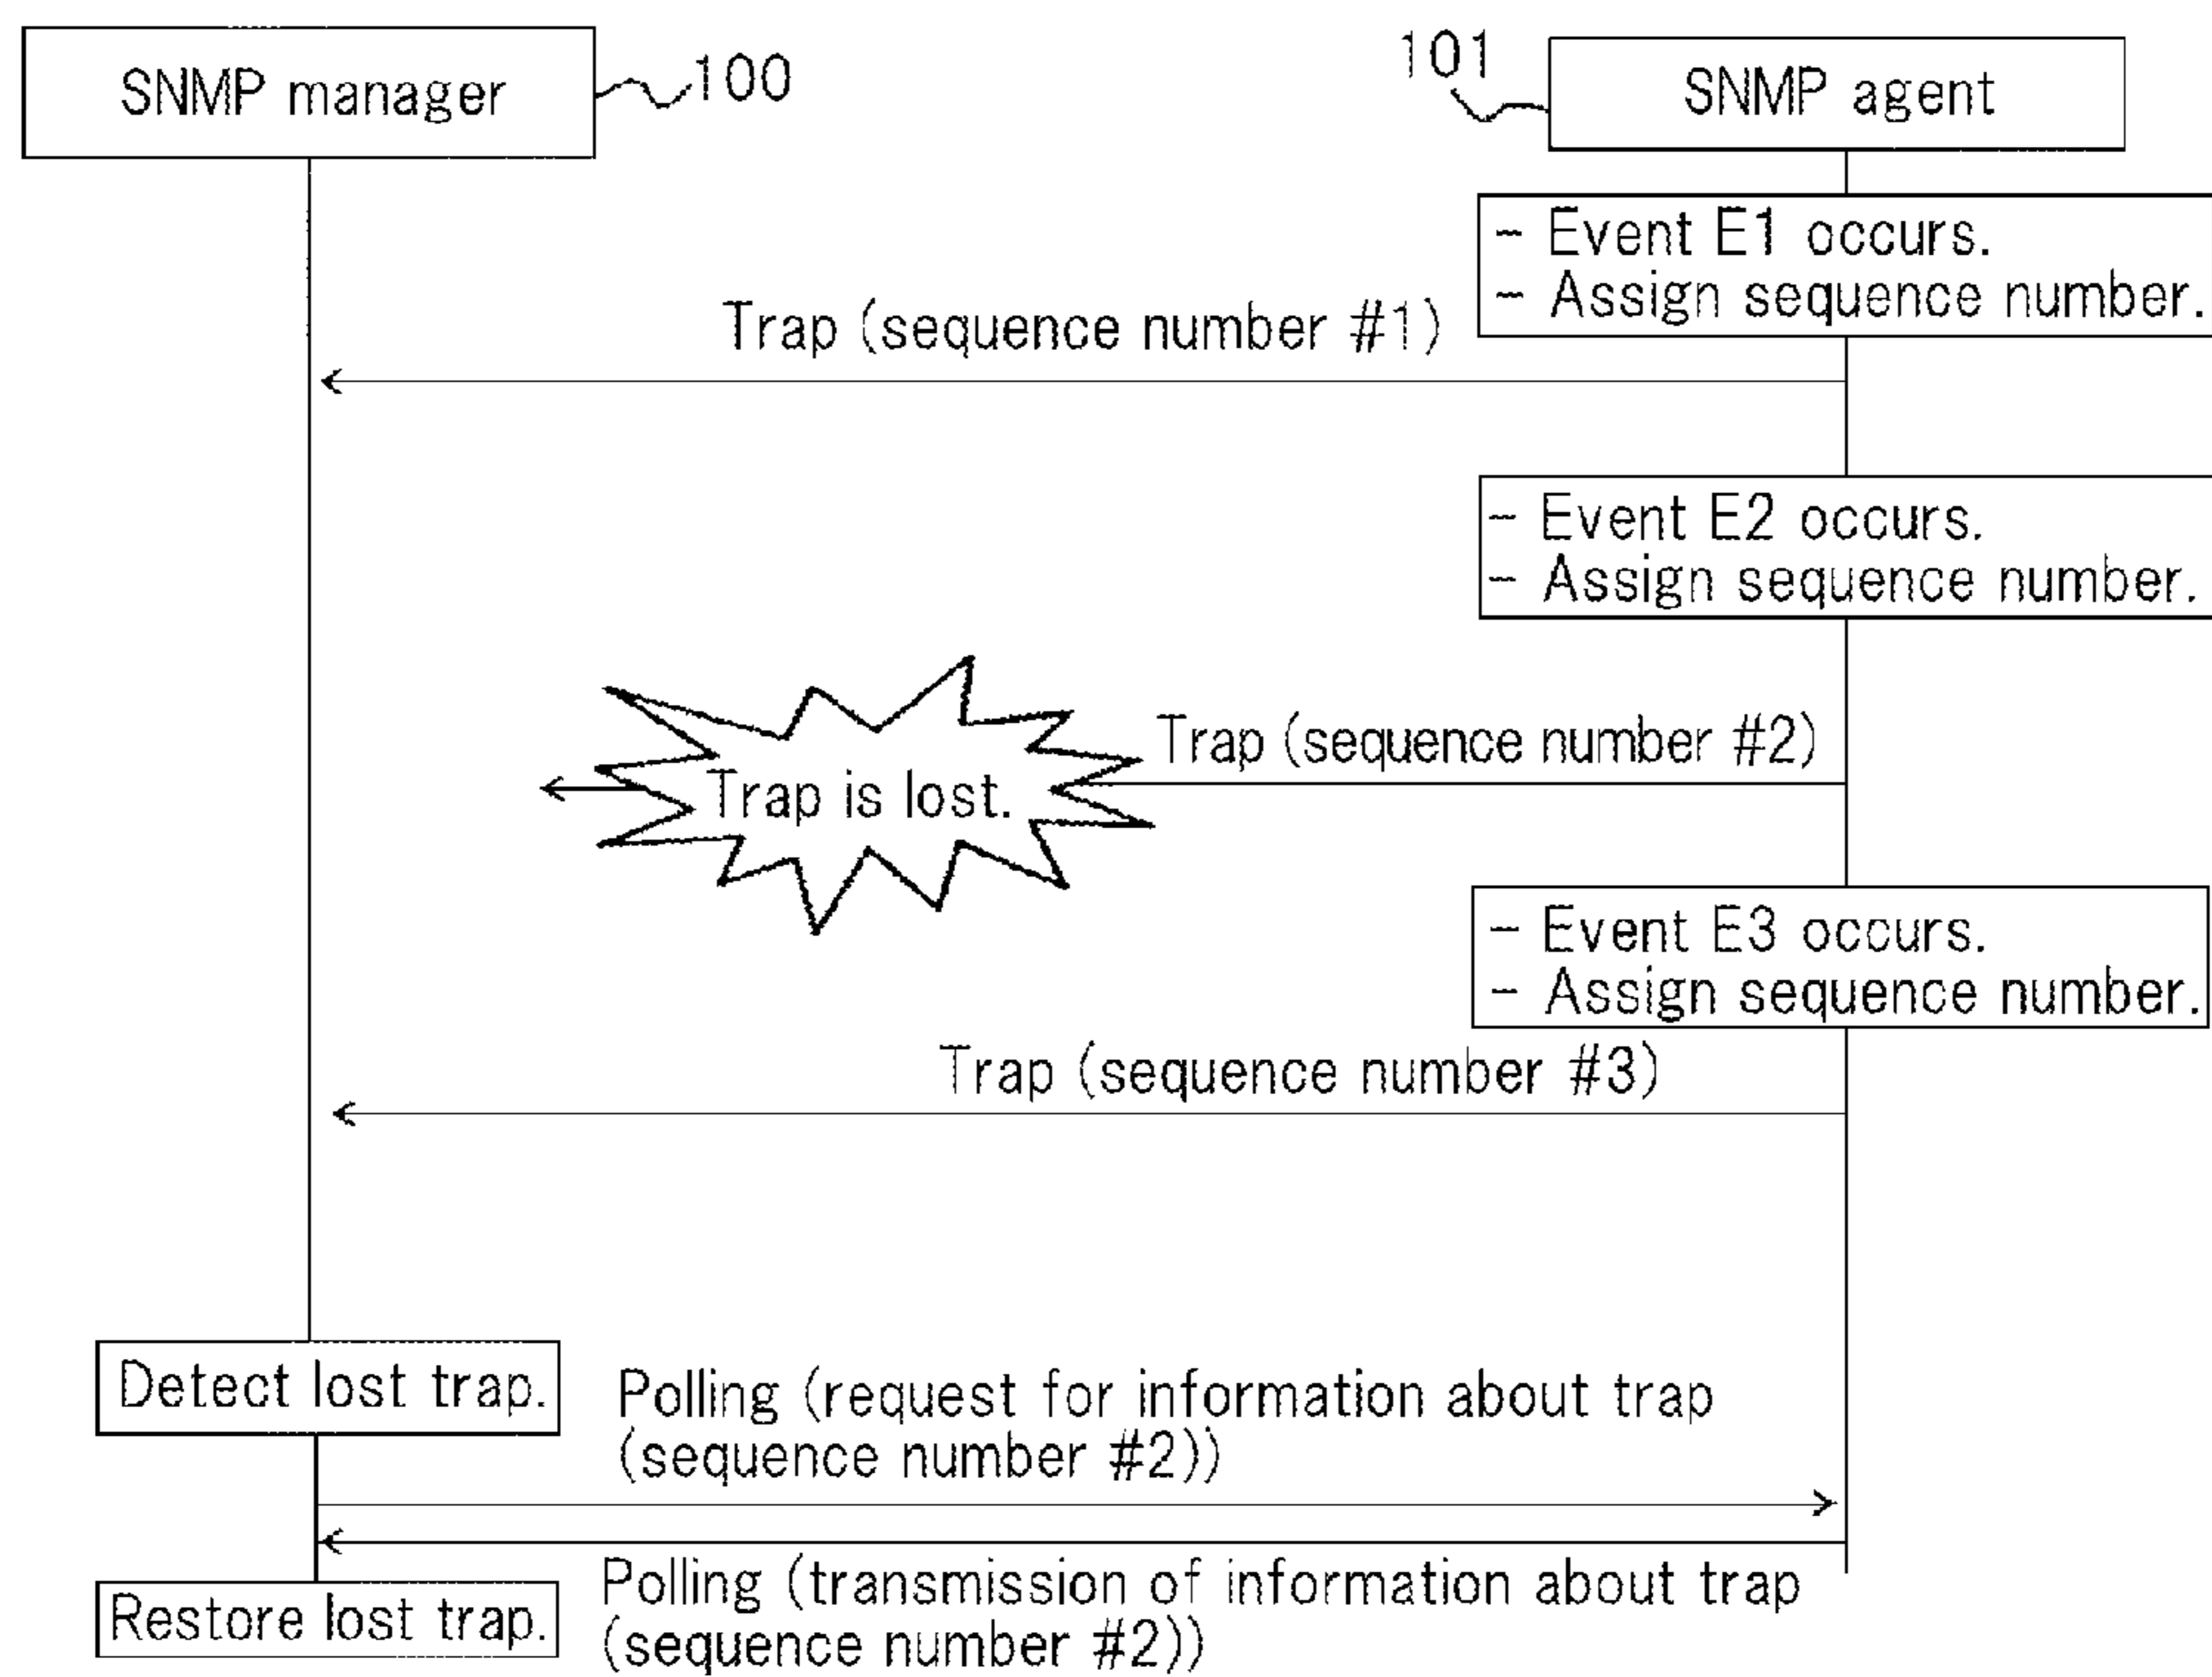 SNMP manager
100
101
SNMP agent
- Event E1 occurs.
- Assign sequence number.
Trap (sequence number #1)
- Event E2 occurs.
- Assign sequence number.
Trap (sequence number #2)
Trap is lost.
- Event E3 occurs.
- Assign sequence number.
Trap (sequence number #3)
Detect lost trap.
Polling (request for information about trap
(sequence number #2))
Polling (transmission of information about trap
(sequence number #2))
Restore lost trap.